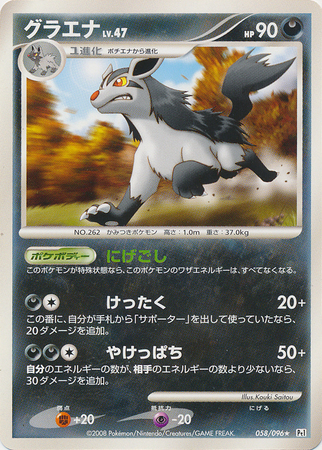 グラエナ LV.47 HP 90
1進化 ポチエナから進化
NO.262 かみつきポケモン 高さ:1.0m 重さ:37.0kg
ポケボディー にげごし
このポケモンが特殊状態なら、このポケモンのワザエネルギーは、すべてなくなる。
けったく 20+
この番に、自分が手札から「サポーター」を出して使っていたなら、
20ダメージを追加。
やけっぱち 50+
自分のエネルギーの数が、相手のエネルギーの数より少ないなら、
20ダメージを追加。
Illus.Kouki Saitou
弱点 +20 抵抗力 -20 にげる
©2008 Pokémon/Nintendo/Creatures/GAME FREAK. 058/096★ Pt1